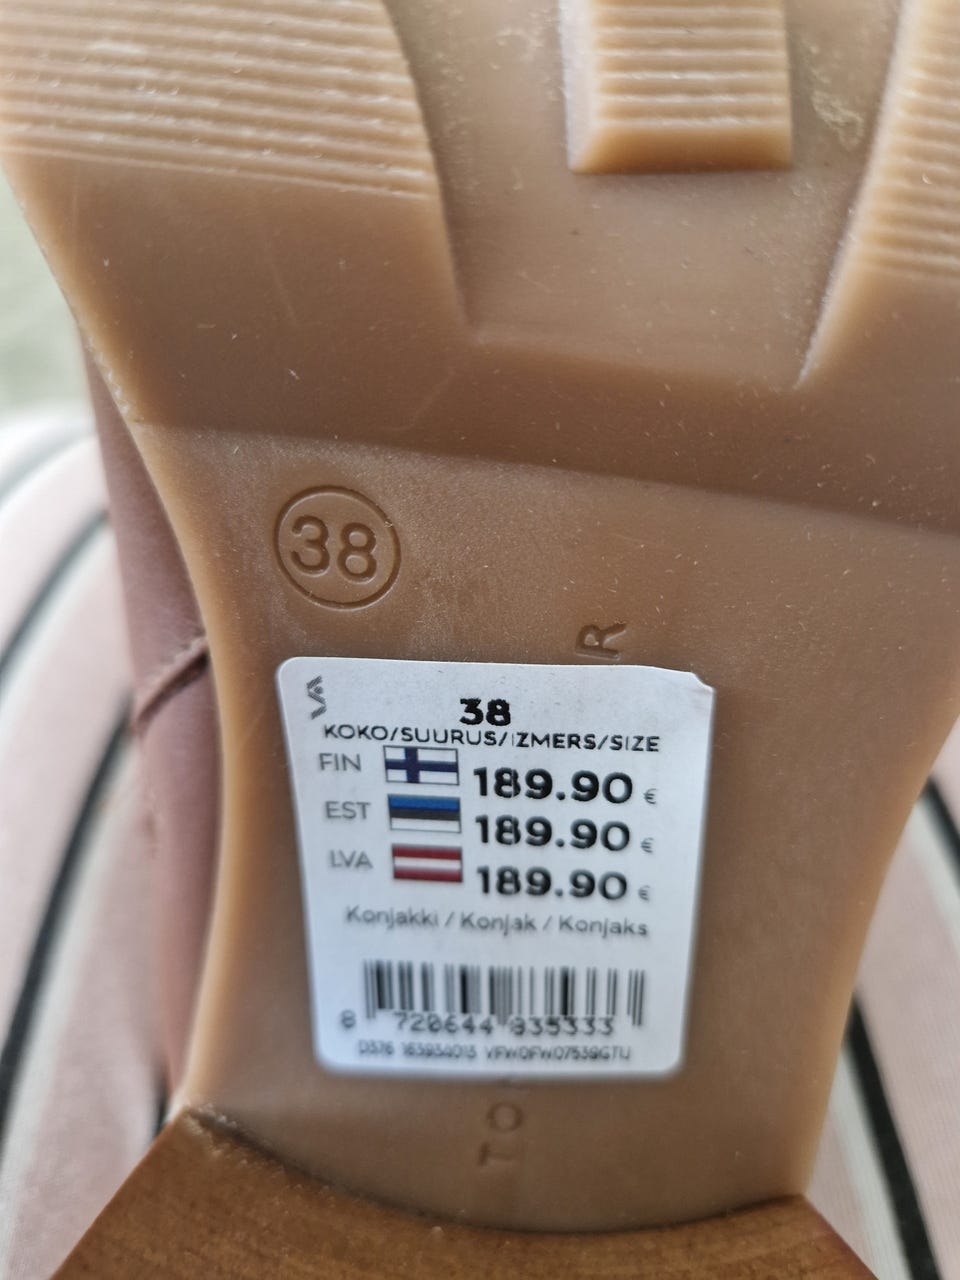 38
R
38
KOKO/SUURUS/IZMERS/SIZE
FIN 189.90 €
EST 189.90 €
LVA 189.90 €
Konjakki / Konjak / Konjaks
8 720644 835333
D376 163934013 VFW0FW07539GTU
TO